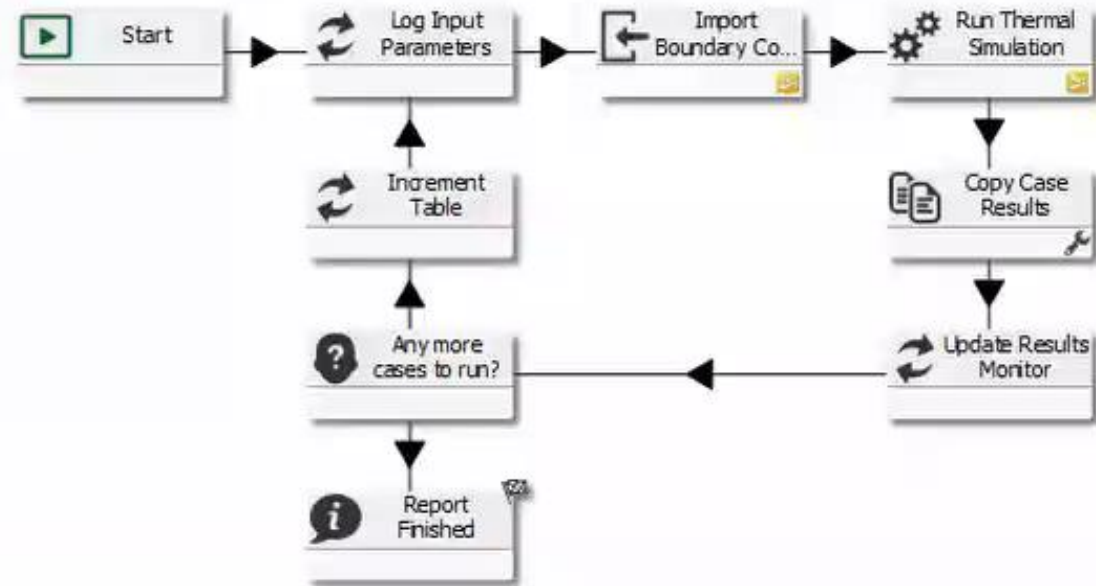 Start
Log Input
Parameters
Import
Boundary Co...
Run Thermal
Simulation
Increment
Table
Copy Case
Results
Any more
cases to run?
Update Results
Monitor
Report
Finished